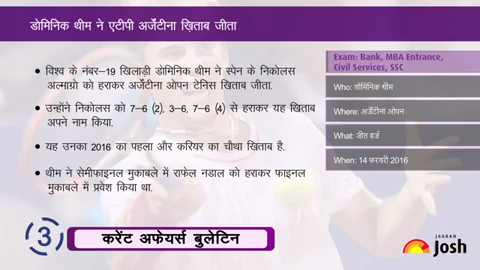 डोमिनिक थीम ने एटीपी अर्जेंटीना ख़िताब जीता
• विश्व के नंबर–19 खिलाड़ी डोमिनिक थीम ने स्पेन के निकोलस
अल्माग्रो को हराकर अर्जेंटीना ओपन टेनिस खिताब जीता.
• उन्होंने निकोलस को 7–6 (2), 3–6, 7–6 (4) से हराकर यह खिताब
अपने नाम किया.
• यह उनका 2016 का पहला और करियर का चौथा खिताब है.
• थीम ने सेमीफाइनल मुकाबले में राफेल नडाल को हराकर फाइनल
मुकाबले में प्रवेश किया था.
Exam: Bank, MBA Entrance,
Civil Services, SSC
Who: डोमिनिक थीम
Where: अर्जेंटीना ओपन
What: जीत दर्ज
When: 14 फरवरी 2016
3
करेंट अफेयर्स बुलेटिन
JAGRAN
Josh